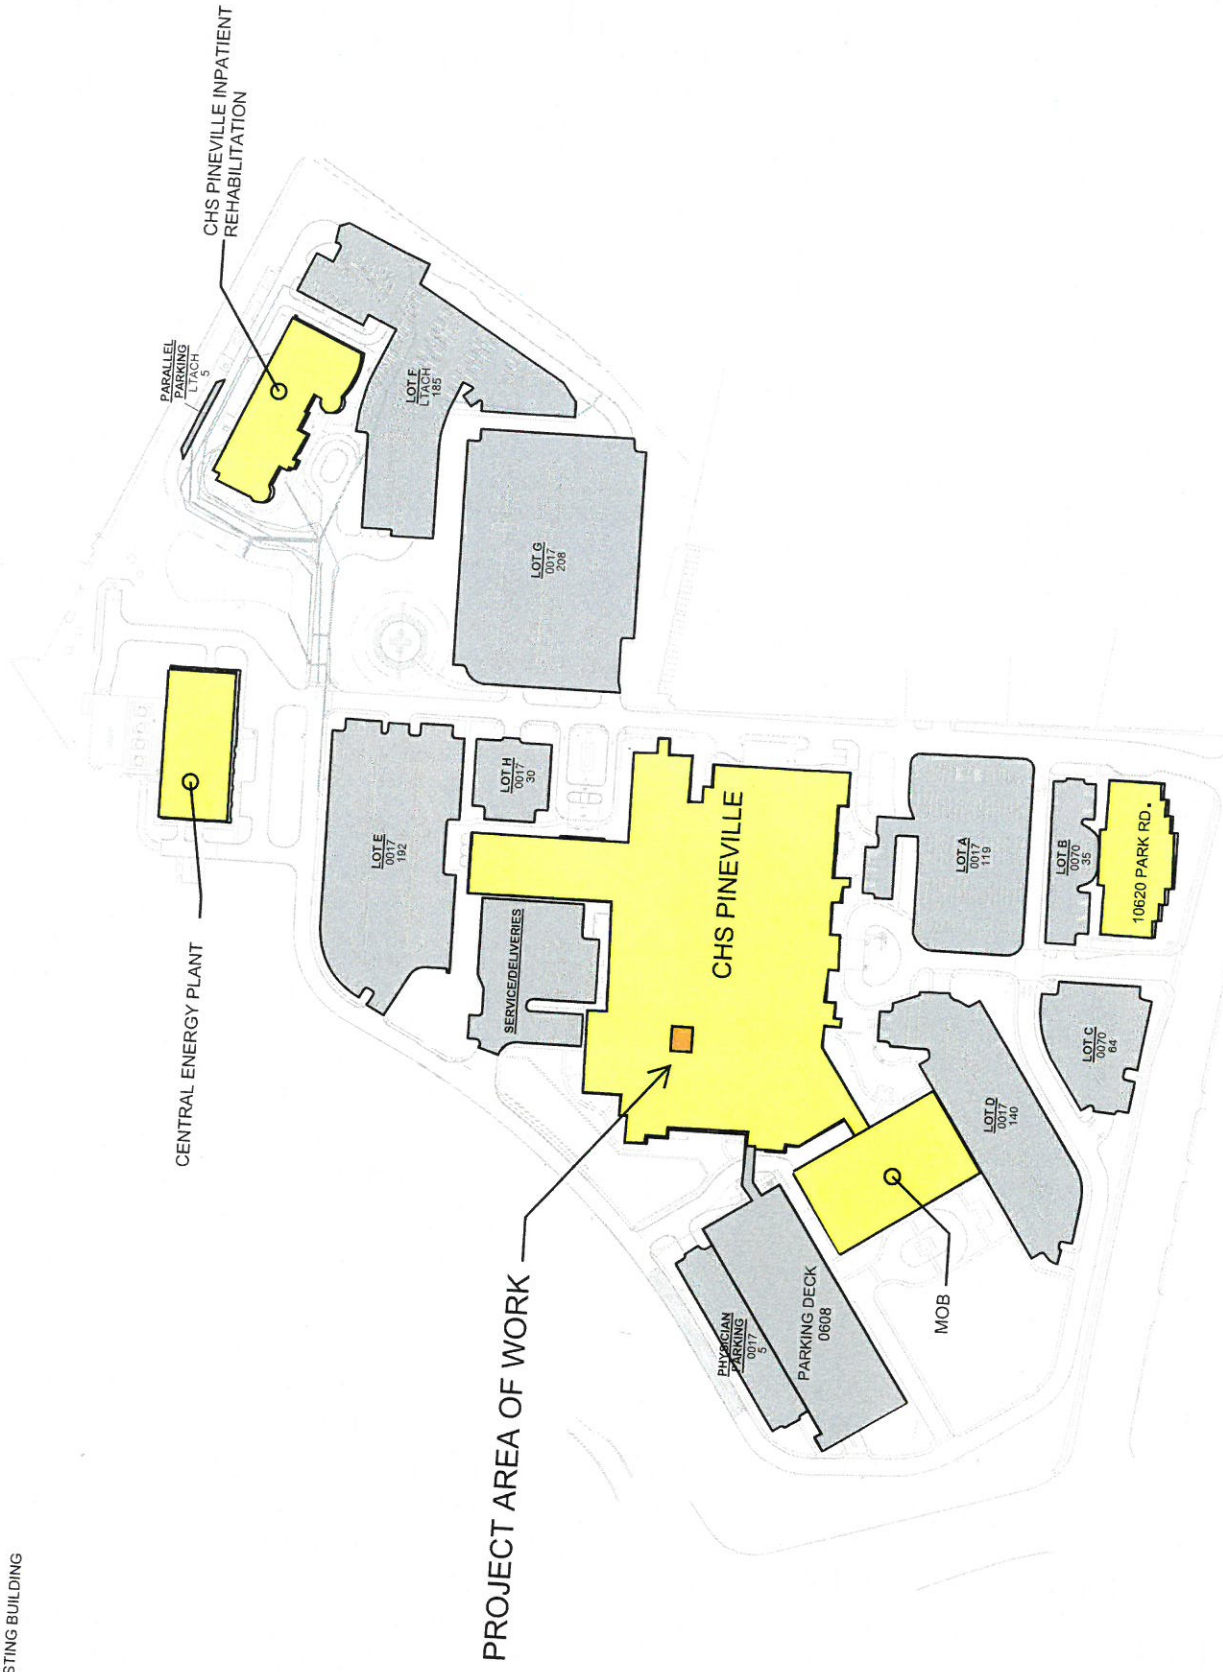 STING BUILDING
CENTRAL ENERGY PLANT
PARALLEL
PARKING
LTACH
5
CHS PINEVILLE INPATIENT
REHABILITATION
LOT E
0017
192
LOT F
LTACH
185
PROJECT AREA OF WORK
SERVICE/DELIVERIES
LOT H
0017
30
LOT G
0017
208
CHS PINEVILLE
PHYSICIAN
PARKING
0017
5
PARKING DECK
0608
MOB
LOT D
0017
140
LOT A
0017
119
LOT C
0070
64
LOT B
0070
35
10620 PARK RD.